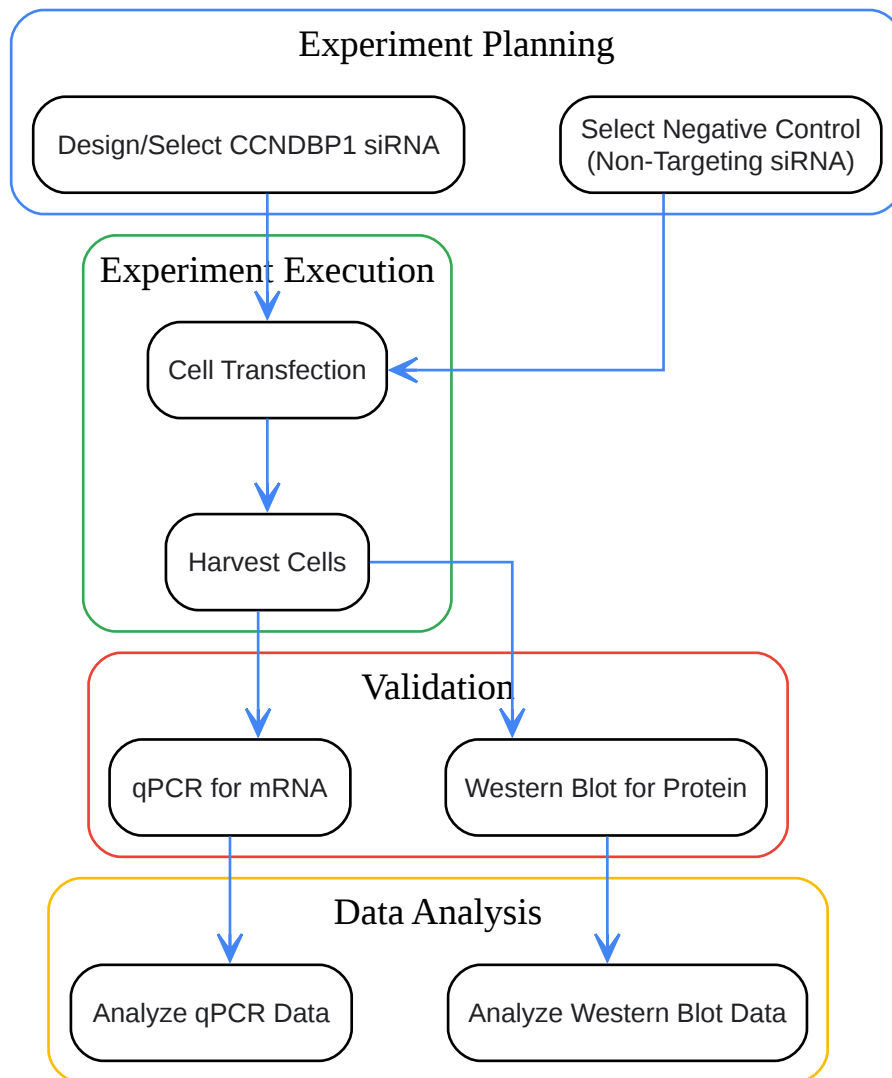 Experiment Planning
Design/Select CCNDBP1 siRNA
Select Negative Control
(Non-Targeting siRNA)
Experiment Execution
Cell Transfection
Harvest Cells
Validation
qPCR for mRNA
Western Blot for Protein
Data Analysis
Analyze qPCR Data
Analyze Western Blot Data